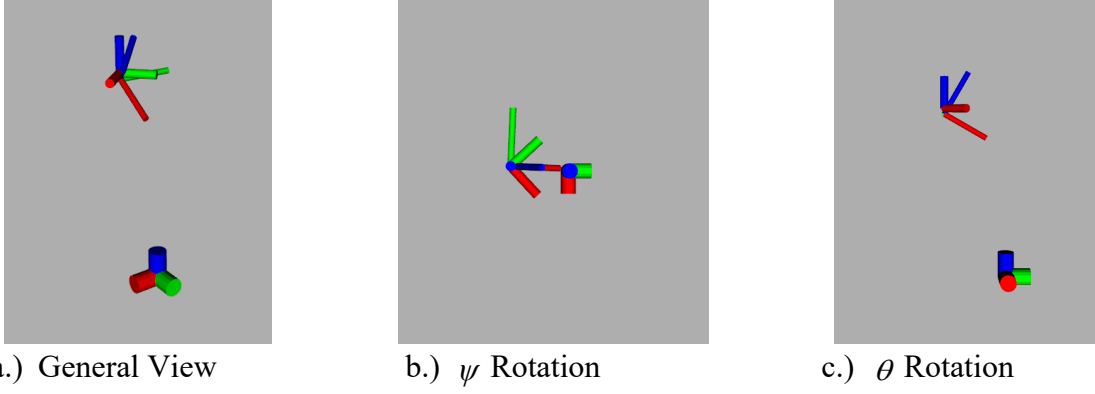 .) General View
b.) ψ Rotation
c.) θ Rotation